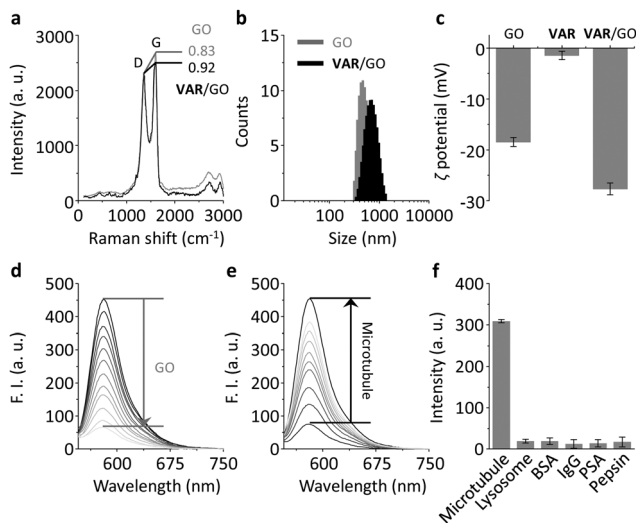 a
b
c
GO
0.83
0.92
VAR/GO
D
G
3000
2500
2000
1000
0
Intensity (a. u.)
0
1000
2000
3000
Raman shift (cm-1)
GO
VAR/GO
15
10
5
0
Counts
100
1000
10000
Size (nm)
GO VAR VAR/GO
0
-10
-20
-30
ζ potential (mV)
d
e
f
500
400
300
200
100
0
F. I. (a. u.)
GO
600
675
750
Wavelength (nm)
500
400
300
200
100
0
F. I. (a. u.)
Microtubule
600
675
750
Wavelength (nm)
400
300
200
100
0
Intensity (a. u.)
Microtubule
Lysosome
BSA
IgG
PSA
Pepsin